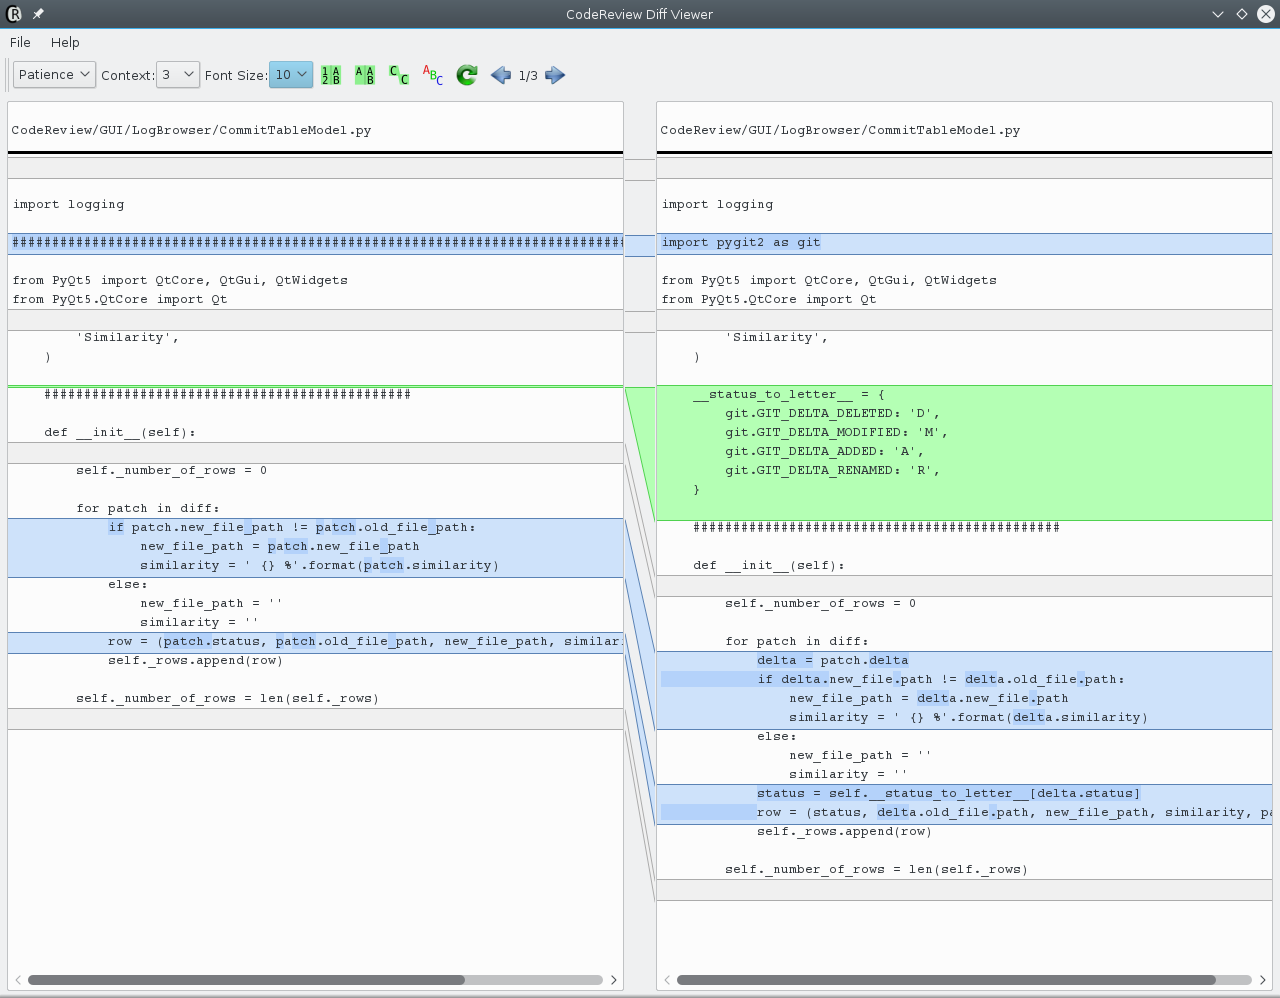 CodeReview Diff Viewer
File Help
Patience Context: 3 Font Size: 10 1/3
CodeReview/GUI/LogBrowser/CommitTableModel.py
import logging
###############################################################################
from PyQt5 import QtCore, QtGui, QtWidgets
from PyQt5.QtCore import Qt
'Similarity',
)
##############################################
def __init__(self):
self._number_of_rows = 0
for patch in diff:
if patch.new_file_path != patch.old_file_path:
new_file_path = patch.new_file_path
similarity = ' {} %'.format(patch.similarity)
else:
new_file_path = ''
similarity = ''
row = (patch.status, patch.old_file_path, new_file_path, similar
self._rows.append(row)
self._number_of_rows = len(self._rows)
CodeReview/GUI/LogBrowser/CommitTableModel.py
import logging
import pygit2 as git
from PyQt5 import QtCore, QtGui, QtWidgets
from PyQt5.QtCore import Qt
'Similarity',
)
__status_to_letter__ = {
git.GIT_DELTA_DELETED: 'D',
git.GIT_DELTA_MODIFIED: 'M',
git.GIT_DELTA_ADDED: 'A',
git.GIT_DELTA_RENAMED: 'R',
}
##############################################
def __init__(self):
self._number_of_rows = 0
for patch in diff:
delta = patch.delta
if delta.new_file.path != delta.old_file.path:
new_file_path = delta.new_file.path
similarity = ' {} %'.format(delta.similarity)
else:
new_file_path = ''
similarity = ''
status = self.__status_to_letter__[delta.status]
row = (status, delta.old_file.path, new_file_path, similarity, pa
self._rows.append(row)
self._number_of_rows = len(self._rows)